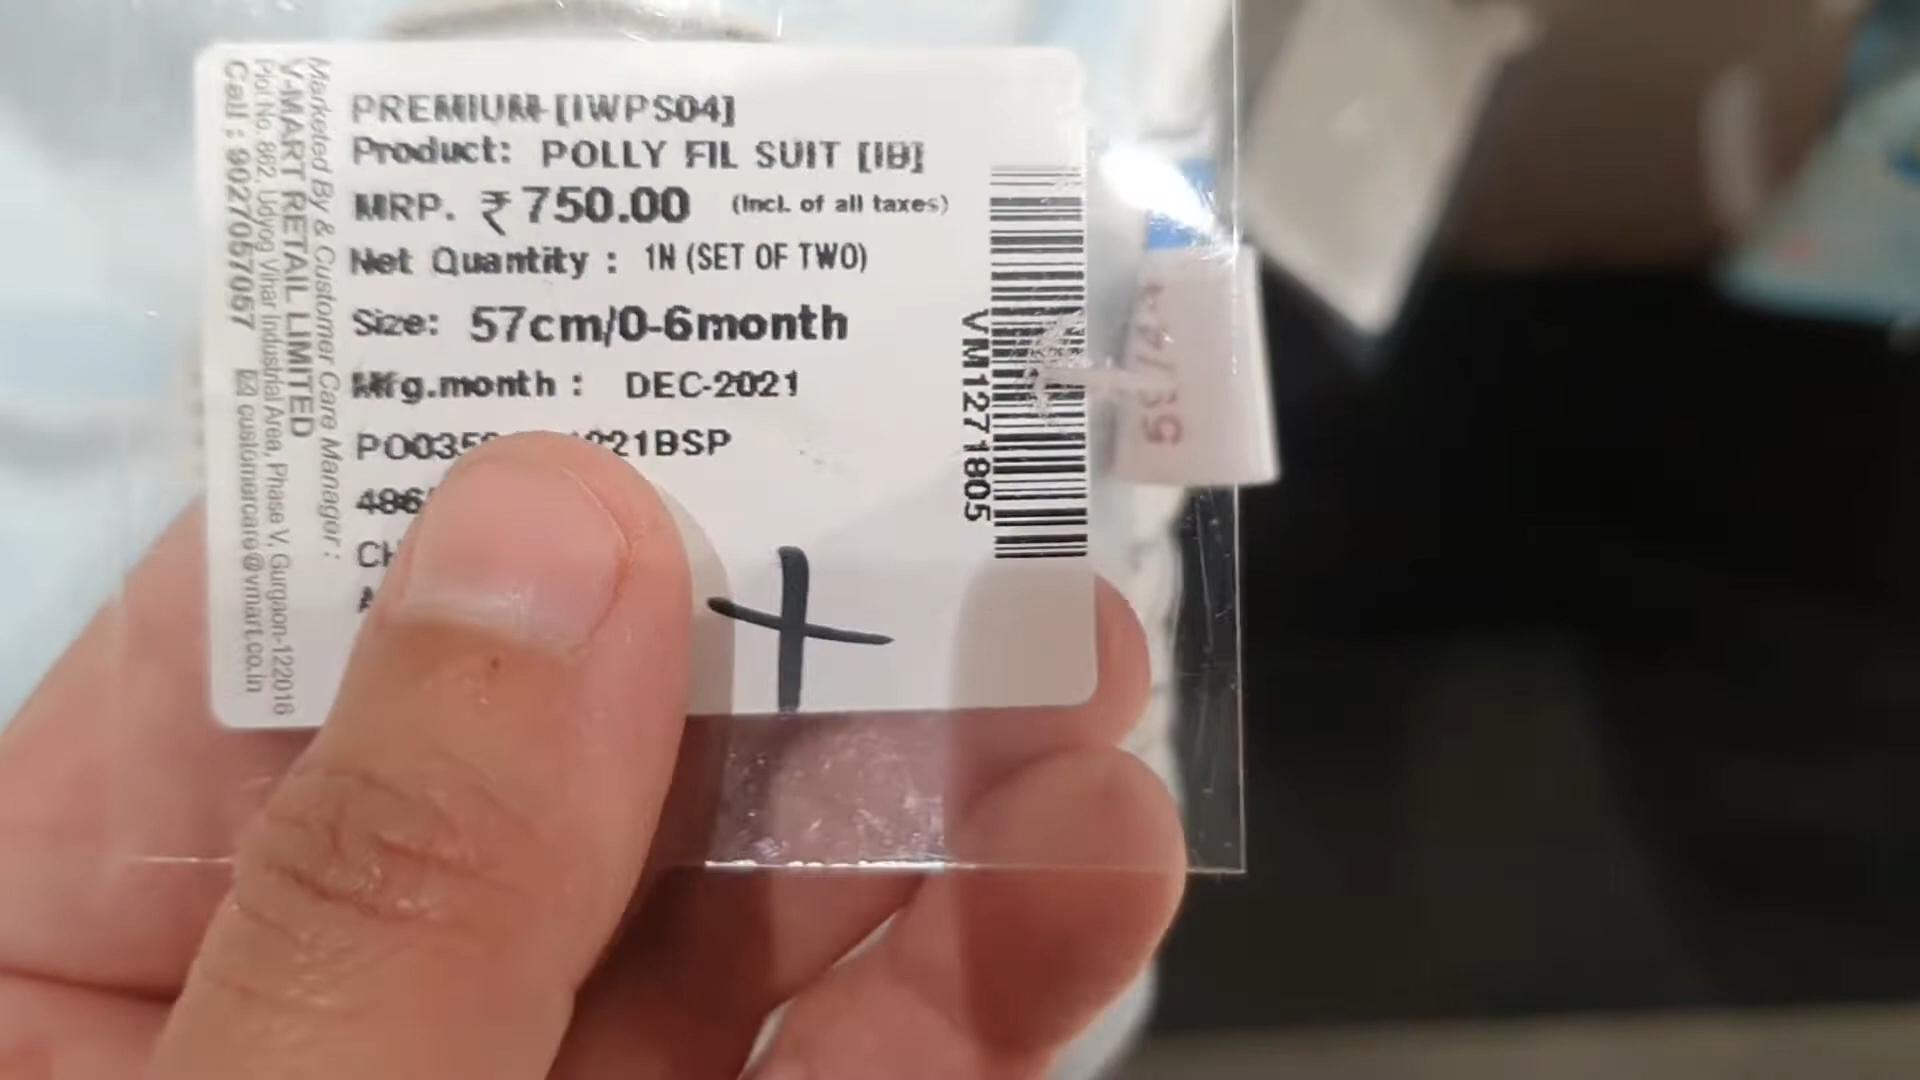 PREMIUM-[IWPS04]
Product: POLLY FIL SUIT [IB]
MRP. ₹ 750.00 (Incl. of all taxes)
Net Quantity : 1N (SET OF TWO)
Size: 57cm/0-6month
Mfg.month : DEC-2021
21BSP
VM1271805
Marketed By & Customer Care Manager :
V-MART RETAIL LIMITED
Plot No. 862, Udyog Vihar Industrial Area, Phase V, Gurgaon-122016
Call : 9027057057 customercare@vmart.co.in